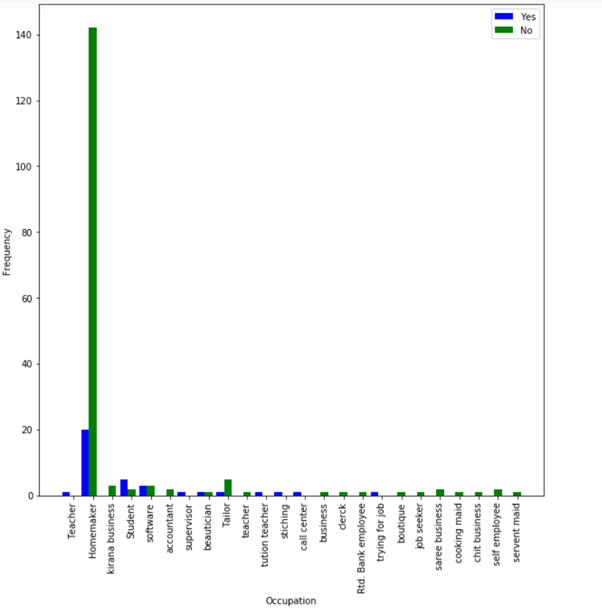 Yes
No
140
120
100
80
60
40
20
0
Frequency
Teacher
Homemaker
kirana business
Student
software
accountant
supervisor
beautician
Tailor
teacher
tution teacher
stiching
call center
business
clerck
Rtd. Bank employee
trying for job
boutique
job seeker
saree business
cooking maid
chit business
self employee
servent maid
Occupation